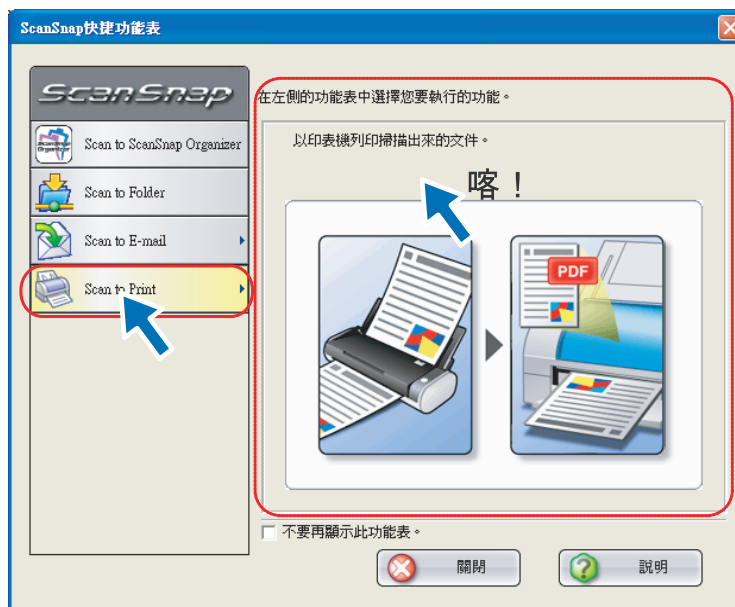 ScanSnap快捷功能表
ScanSnap
在左側的功能表中選擇您要執行的功能。
Scan to ScanSnap Organizer
Scan to Folder
Scan to E-mail
Scan to Print
以印表機列印掃描出來的文件。
喀！
PDF
不要再顯示此功能表。
關閉
說明